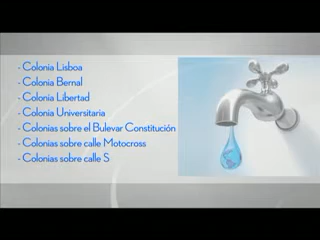 - Colonia Lisboa
- Colonia Bernal
- Colonia Libertad
- Colonia Universitaria
- Colonias sobre el Bulevar Constitución
- Colonias sobre calle Motocross
- Colonias sobre calle S